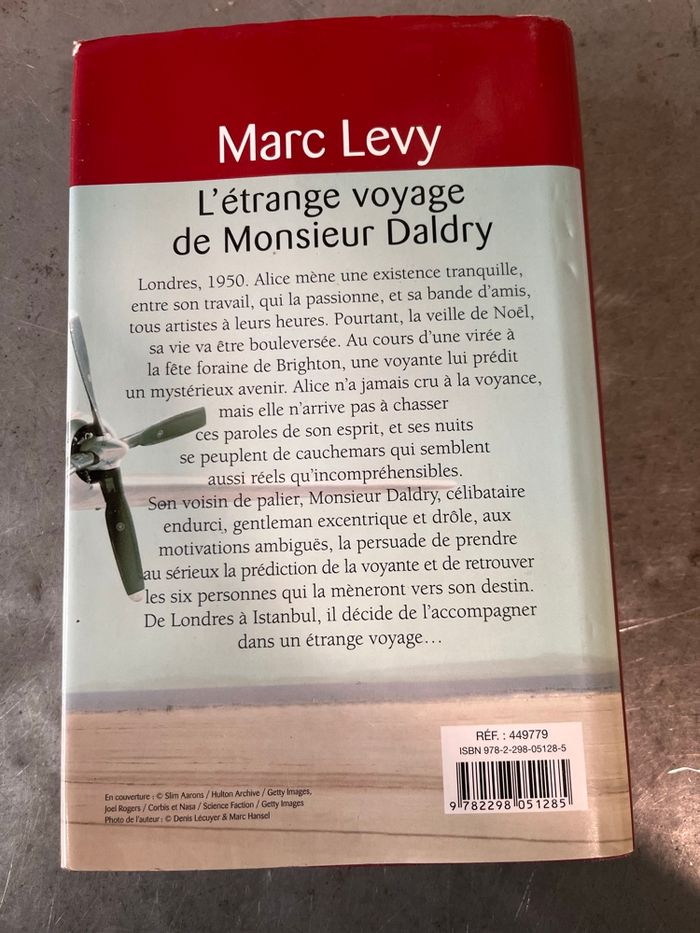 Marc Levy
L'étrange voyage
de Monsieur Daldry
Londres, 1950. Alice mène une existence tranquille,
entre son travail, qui la passionne, et sa bande d'amis,
tous artistes à leurs heures. Pourtant, la veille de Noël,
sa vie va être bouleversée. Au cours d'une virée à
la fête foraine de Brighton, une voyante lui prédit
un mystérieux avenir. Alice n'a jamais cru à la voyance,
mais elle n'arrive pas à chasser
ces paroles de son esprit, et ses nuits
se peuplent de cauchemars qui semblent
aussi réels qu'incompréhensibles.
Son voisin de palier, Monsieur Daldry, célibataire
endurci, gentleman excentrique et drôle, aux
motivations ambiguës, la persuade de prendre
au sérieux la prédiction de la voyante et de retrouver
les six personnes qui la mèneront vers son destin.
De Londres à Istanbul, il décide de l'accompagner
dans un étrange voyage…
RÉF. : 449779
ISBN 978-2-298-05128-5
9 782298 051285
En couverture : © Slim Aarons / Hulton Archive / Getty Images,
Joel Rogers / Corbis et Nasa / Science Faction / Getty Images
Photo de l'auteur : © Denis Lécuyer & Marc Hansel